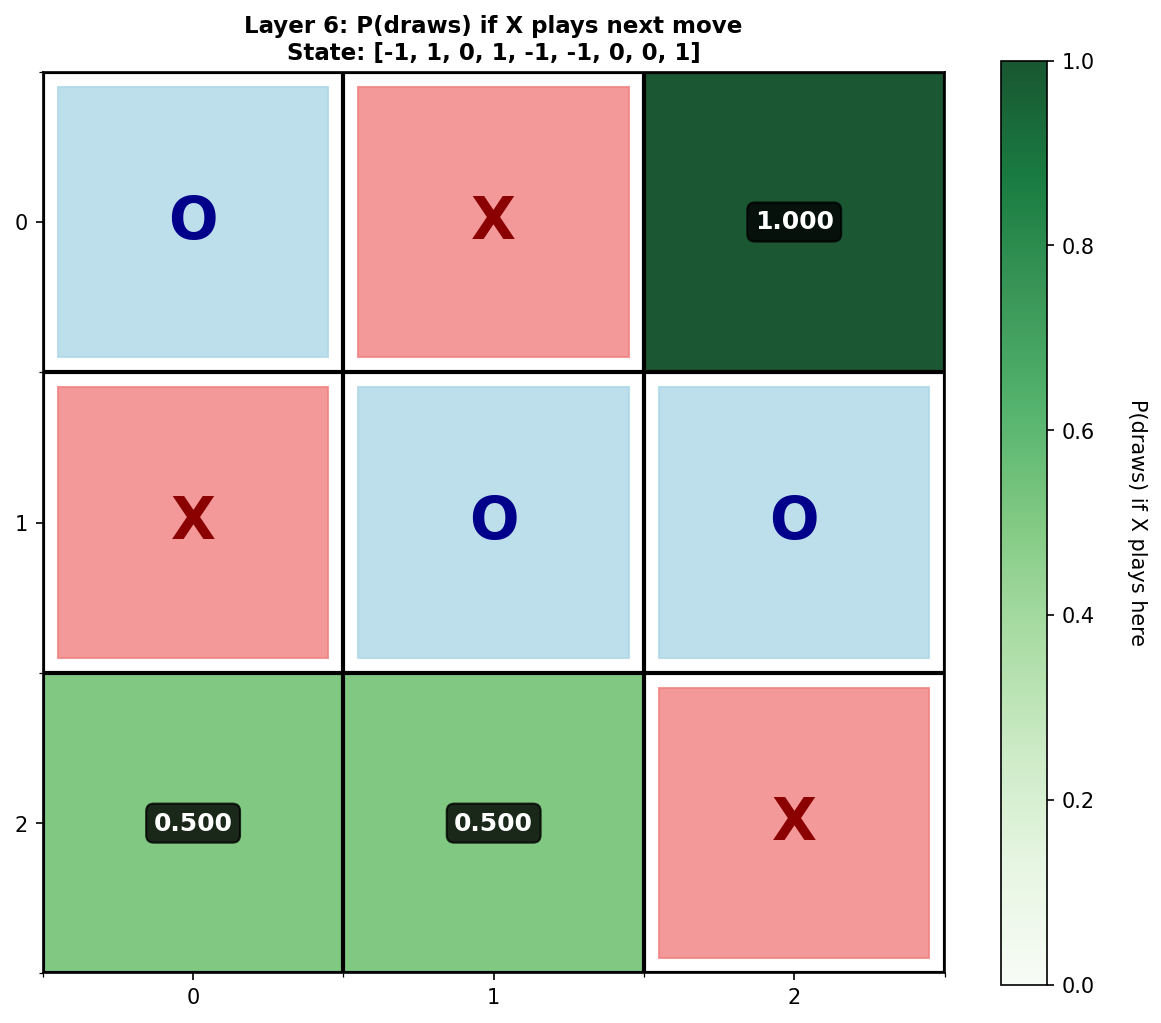 Layer 6: P(draws) if X plays next move
State: [-1, 1, 0, 1, -1, -1, 0, 0, 1]
0
O
X
1.000
1
X
O
O
2
0.500
0.500
X
0
1
2
1.0
0.8
0.6
0.4
0.2
0.0
P(draws) if X plays here